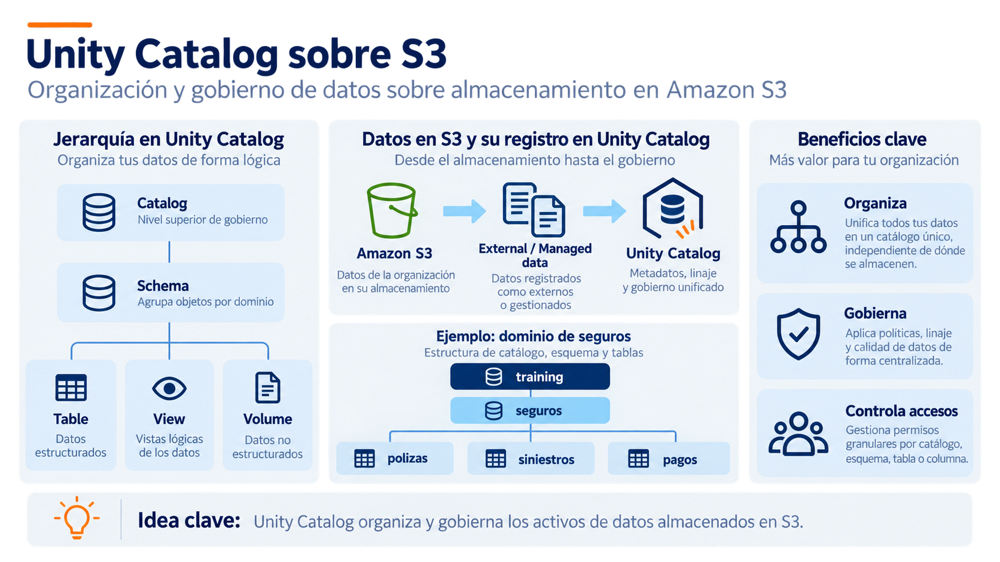 Unity Catalog sobre S3
Organización y gobierno de datos sobre almacenamiento en Amazon S3
Jerarquía en Unity Catalog
Organiza tus datos de forma lógica
Catalog
Nivel superior de gobierno
Schema
Agrupa objetos por dominio
Table
Datos
estructurados
View
Vistas lógicas
de los datos
Volume
Datos no
estructurados
Datos en S3 y su registro en Unity Catalog
Desde el almacenamiento hasta el gobierno
Amazon S3
Datos de la organización
en su almacenamiento
External / Managed
data
Datos registrados
como externos
o gestionados
Unity Catalog
Metadatos, linaje
y gobierno unificado
Ejemplo: dominio de seguros
Estructura de catálogo, esquema y tablas
training
seguros
polizas
siniestros
pagos
Beneficios clave
Más valor para tu organización
Organiza
Unifica todos tus datos
en un catálogo único,
independiente de dónde
se almacenen.
Gobierna
Aplica políticas, linaje
y calidad de datos de
forma centralizada.
Controla accesos
Gestiona permisos
granulares por catálogo,
esquema, tabla o columna.
Idea clave: Unity Catalog organiza y gobierna los activos de datos almacenados en S3.